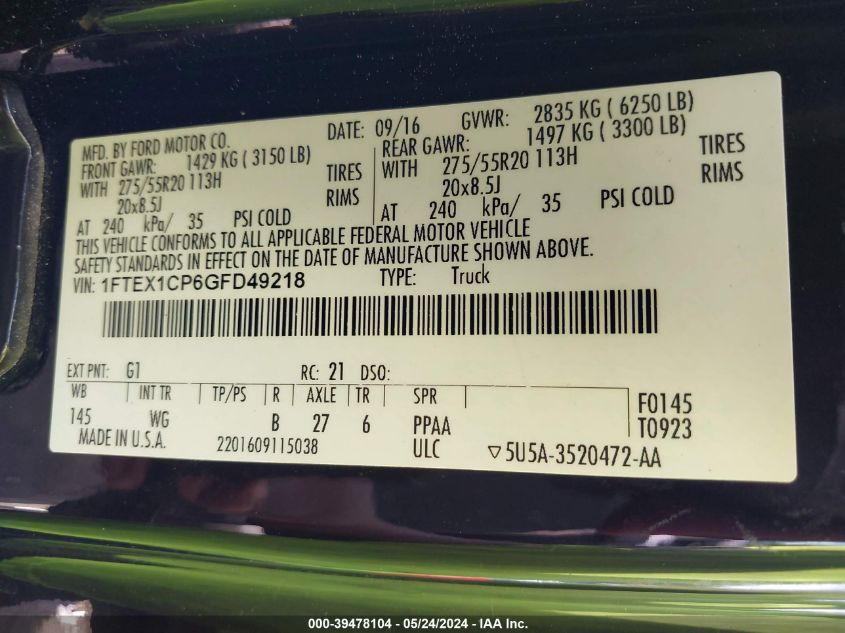 MFD. BY FORD MOTOR CO. DATE: 09/16 GVWR: 2835 KG ( 6250 LB)
FRONT GAWR: 1429 KG ( 3150 LB) REAR GAWR: 1497 KG ( 3300 LB)
WITH 275/55R20 113H TIRES WITH 275/55R20 113H TIRES
20x8.5J RIMS 20x8.5J RIMS
AT 240 kPa/ 35 PSI COLD AT 240 kPa/ 35 PSI COLD
THIS VEHICLE CONFORMS TO ALL APPLICABLE FEDERAL MOTOR VEHICLE
SAFETY STANDARDS IN EFFECT ON THE DATE OF MANUFACTURE SHOWN ABOVE.
VIN: 1FTEX1CP6GFD49218 TYPE: Truck
EXT PNT: G1 RC: 21 DSO:
WB INT TR TP/PS R AXLE TR SPR
145 WG B 27 6 PPAA F0145
MADE IN U.S.A. 2201609115038 ULC T0923
▽5U5A-3520472-AA
000-39478104 - 05/24/2024 - IAA Inc.